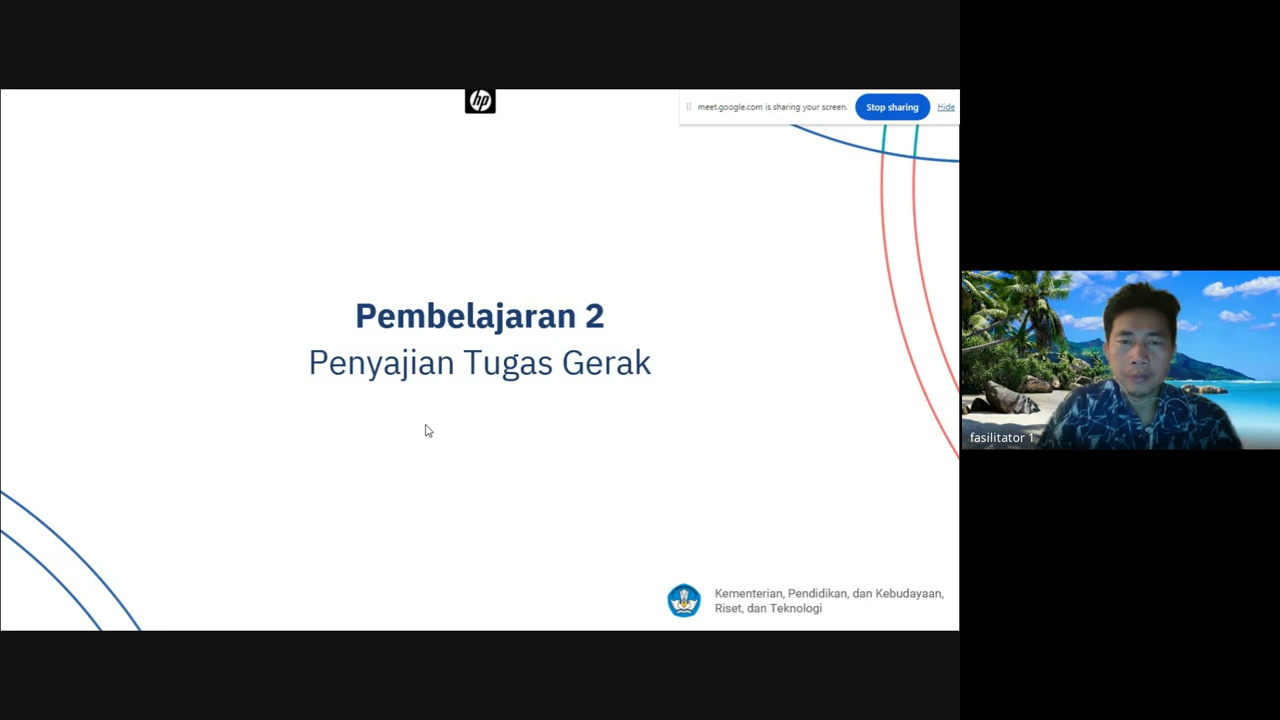 hp
meet.google.com is sharing your screen.
Stop sharing
Hide
Pembelajaran 2
Penyajian Tugas Gerak
fasilitator 1
Kementerian, Pendidikan, dan Kebudayaan,
Riset, dan Teknologi